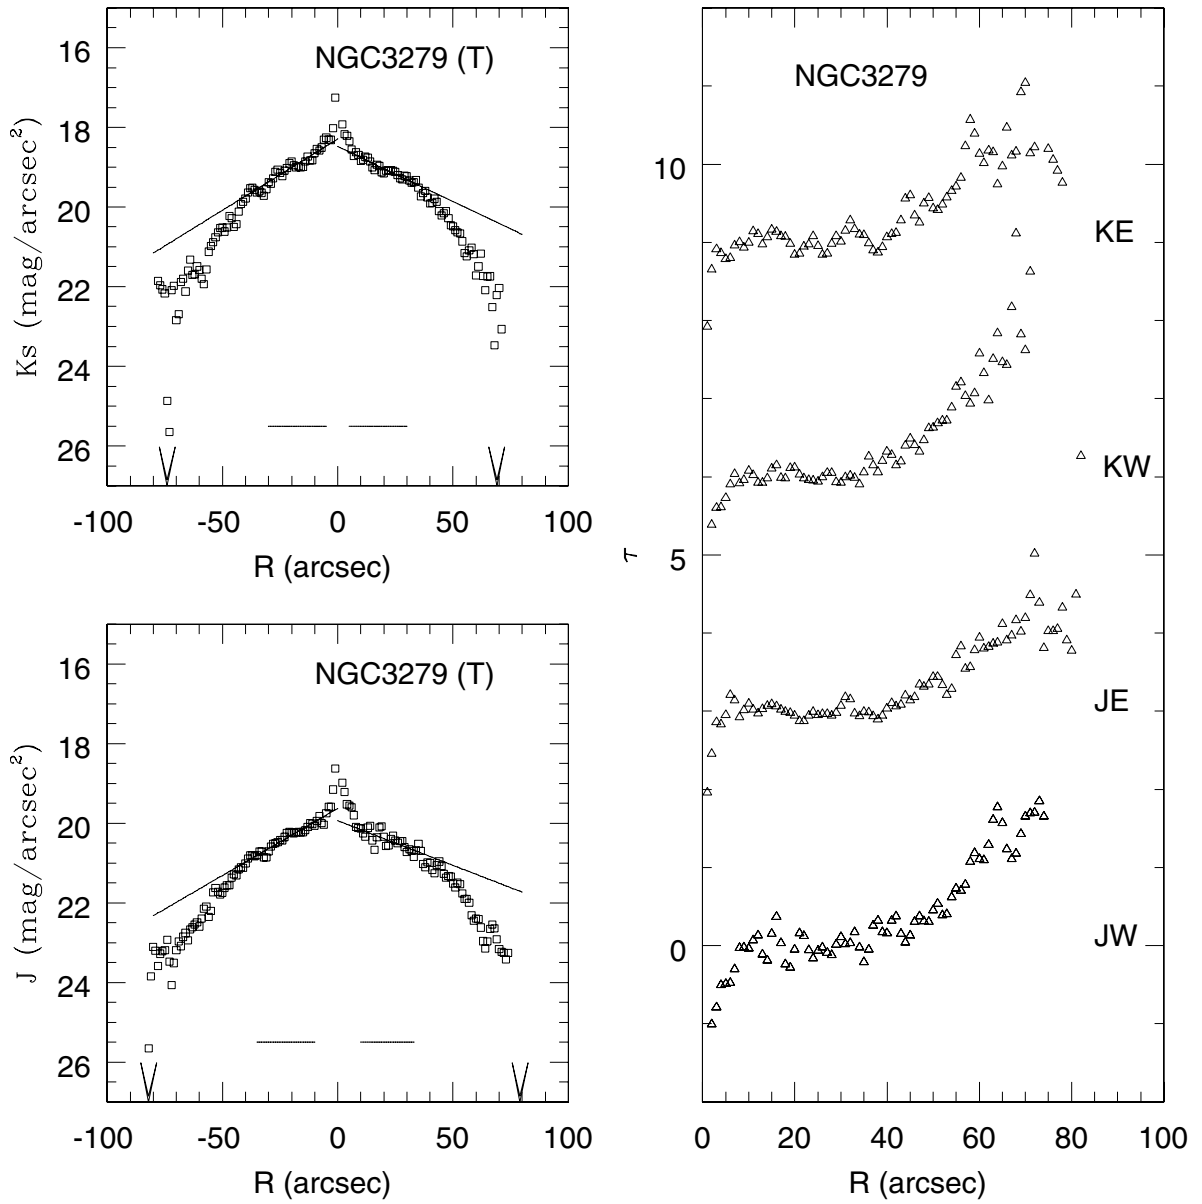 NGC3279 (T)
16
18
20
22
24
26
Ks (mag/arcsec²)
-100 -50 0 50 100
R (arcsec)
NGC3279 (T)
16
18
20
22
24
26
J (mag/arcsec²)
-100 -50 0 50 100
R (arcsec)
NGC3279
10
5
0
τ
KE
KW
JE
JW
0 20 40 60 80 100
R (arcsec)